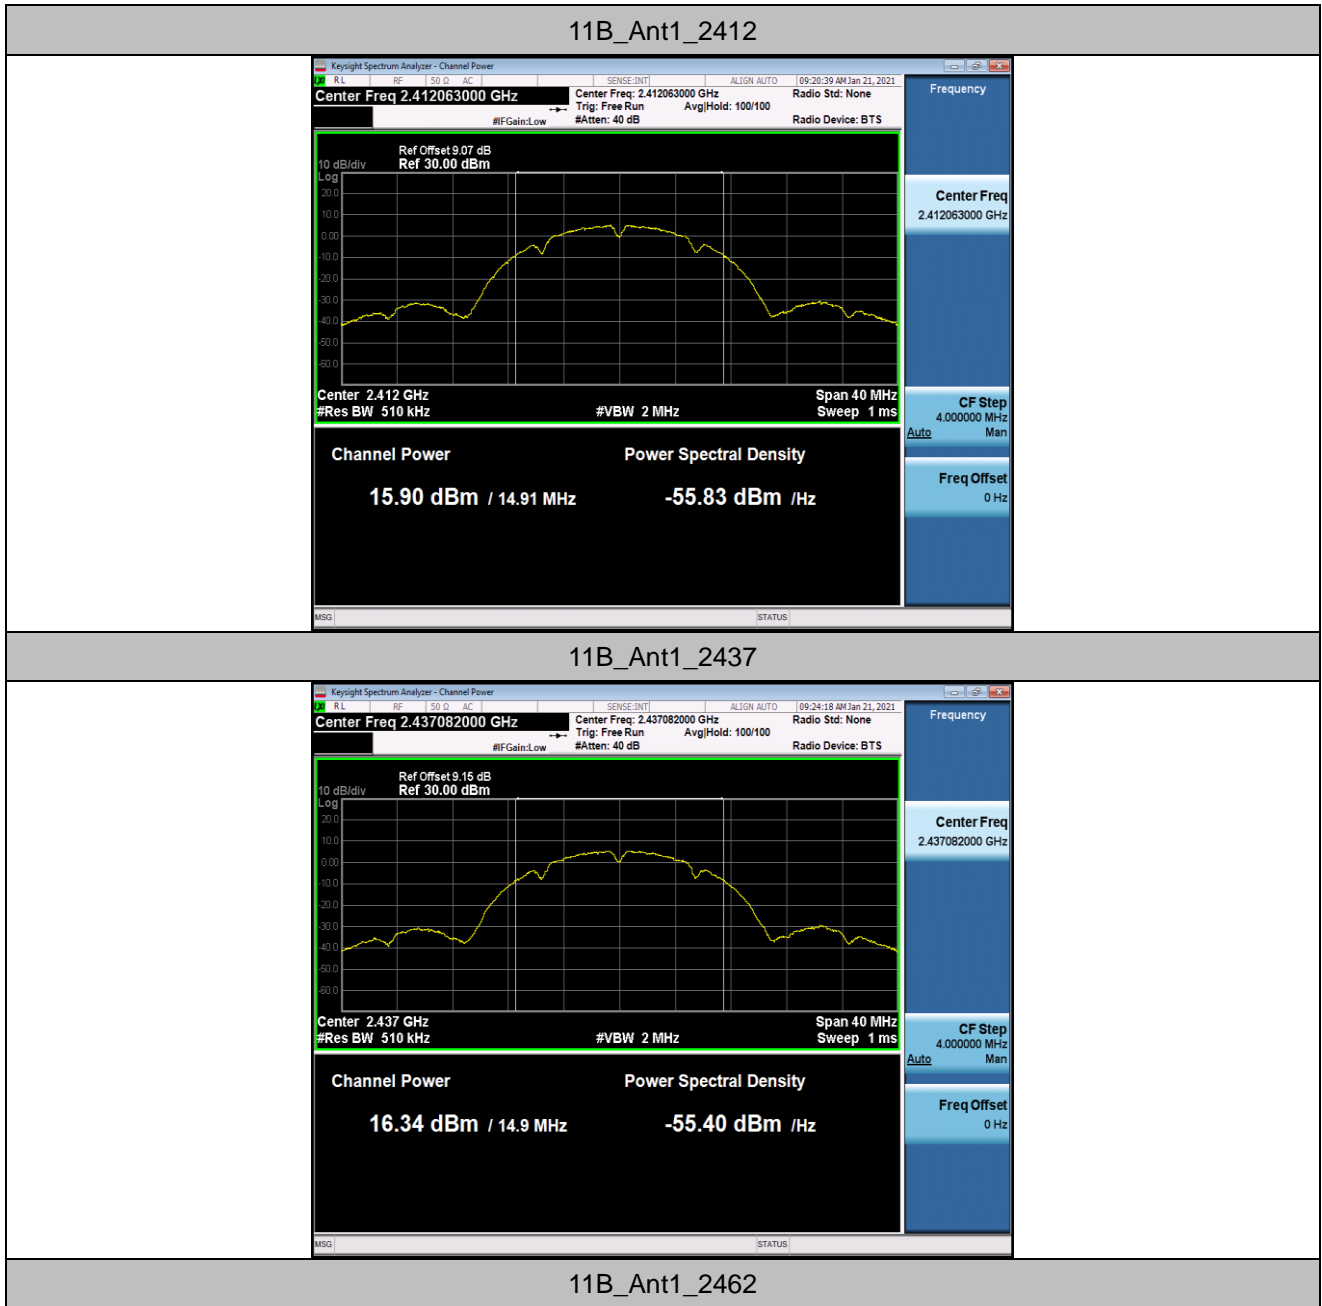 11B_Ant1_2412
Keysight Spectrum Analyzer - Channel Power
RL RF 50 Ω AC SENSE:INT ALIGN AUTO 09:20:39 AM Jan 21, 2021
Center Freq 2.412063000 GHz
Center Freq: 2.412063000 GHz Radio Std: None
Trig: Free Run Avg|Hold: 100/100
#IFGain:Low #Atten: 40 dB Radio Device: BTS
Frequency
Ref Offset 9.07 dB
10 dB/div Ref 30.00 dBm
Log
20.0
10.0
0.00
-10.0
-20.0
-30.0
-40.0
-50.0
-60.0
Center 2.412 GHz Span 40 MHz
#Res BW 510 kHz #VBW 2 MHz Sweep 1 ms
Channel Power Power Spectral Density
15.90 dBm / 14.91 MHz -55.83 dBm /Hz
Center Freq
2.412063000 GHz
CF Step
4.000000 MHz
Auto Man
Freq Offset
0 Hz
MSG STATUS
11B_Ant1_2437
Keysight Spectrum Analyzer - Channel Power
RL RF 50 Ω AC SENSE:INT ALIGN AUTO 09:24:18 AM Jan 21, 2021
Center Freq 2.437082000 GHz
Center Freq: 2.437082000 GHz Radio Std: None
Trig: Free Run Avg|Hold: 100/100
#IFGain:Low #Atten: 40 dB Radio Device: BTS
Frequency
Ref Offset 9.15 dB
10 dB/div Ref 30.00 dBm
Log
20.0
10.0
0.00
-10.0
-20.0
-30.0
-40.0
-50.0
-60.0
Center 2.437 GHz Span 40 MHz
#Res BW 510 kHz #VBW 2 MHz Sweep 1 ms
Channel Power Power Spectral Density
16.34 dBm / 14.9 MHz -55.40 dBm /Hz
Center Freq
2.437082000 GHz
CF Step
4.000000 MHz
Auto Man
Freq Offset
0 Hz
MSG STATUS
11B_Ant1_2462